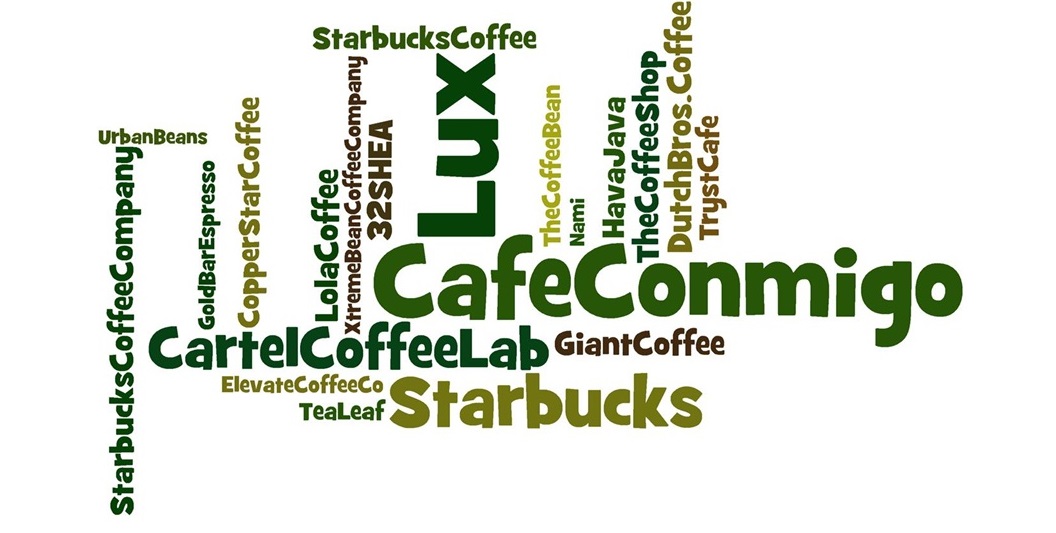 StarbucksCoffee
UrbanBeans
StarbucksCoffeeCompany
GoldBarEspresso
CopperStarCoffee
LolaCoffee
XtremeBeanCoffeeCompany
32SHEA
Lux
TheCoffeeBean
Nami
HavaJava
TheCoffeeShop
DutchBros.Coffee
TrystCafe
CafeConmigo
CartelCoffeeLab
GiantCoffee
ElevateCoffeeCo
Starbucks
TeaLeaf